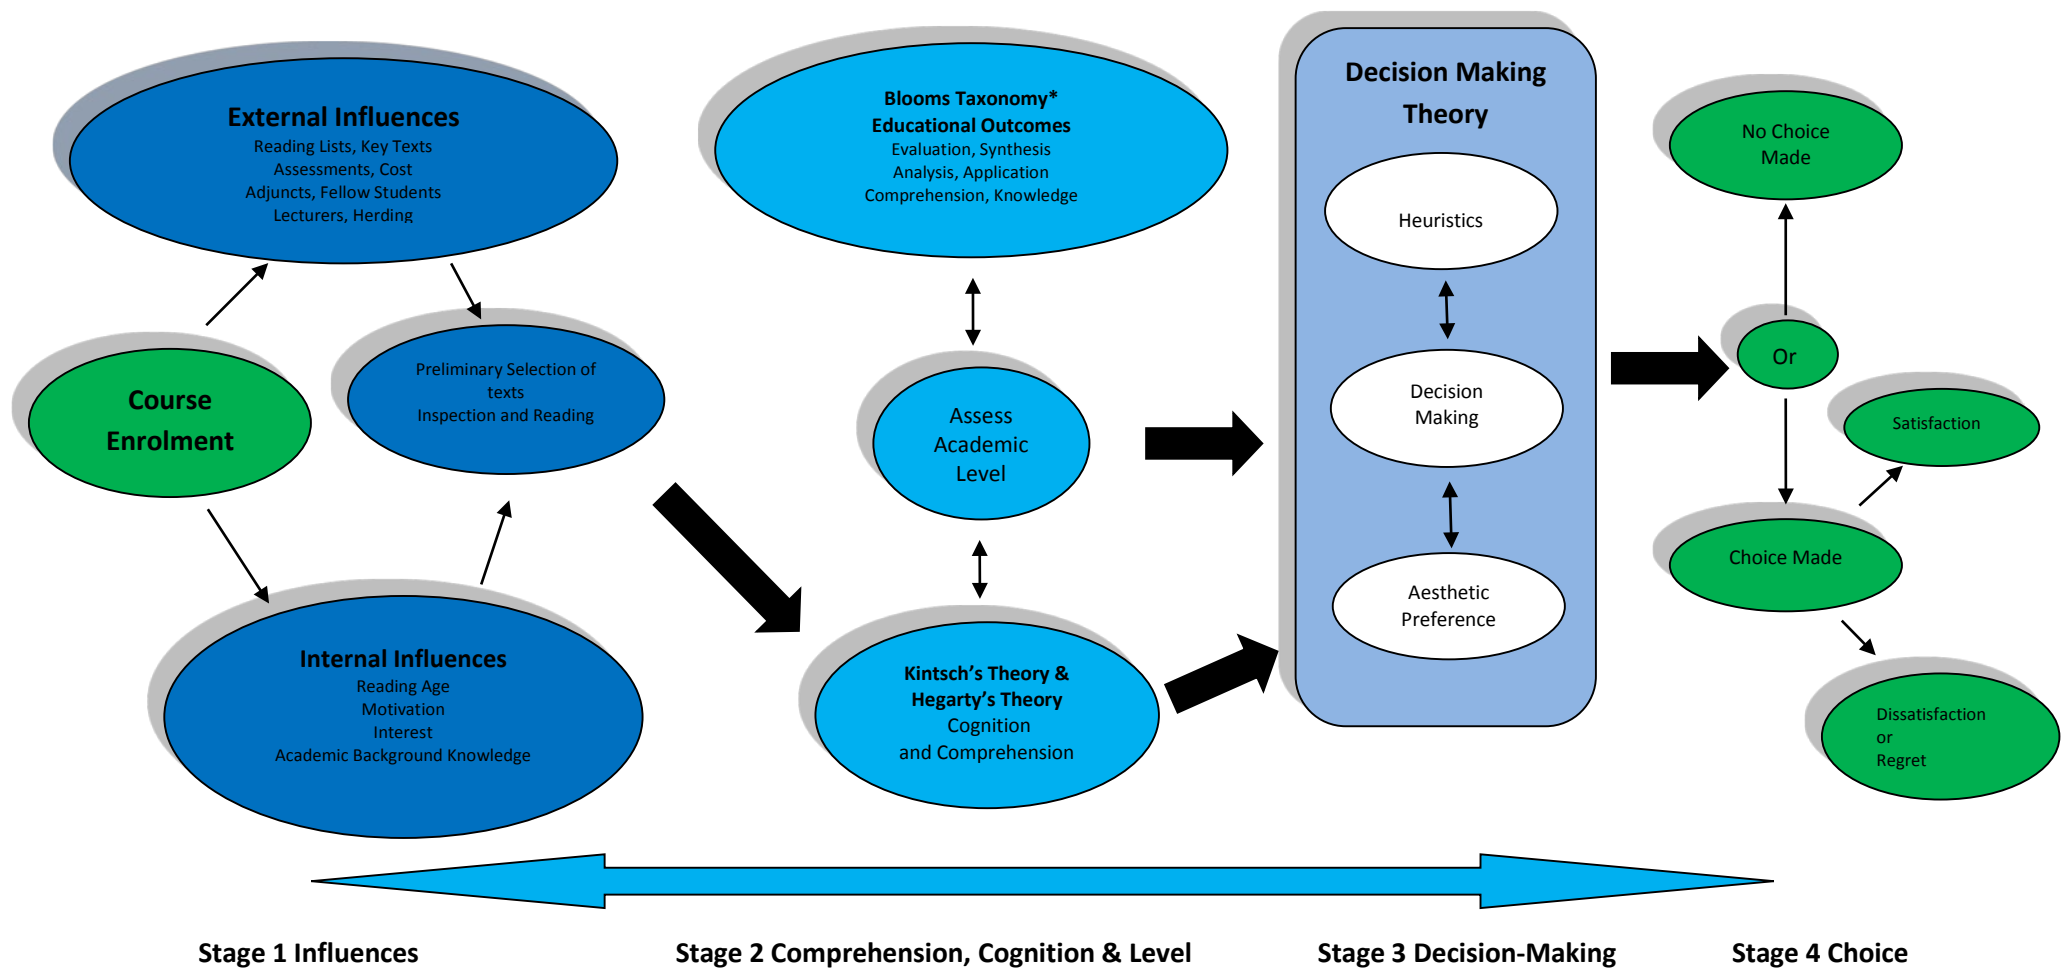 External Influences
Reading Lists, Key Texts
Assessments, Cost
Adjuncts, Fellow Students
Lecturers, Herding
Course
Enrolment
Preliminary Selection of
texts
Inspection and Reading
Internal Influences
Reading Age
Motivation
Interest
Academic Background Knowledge
Blooms Taxonomy*
Educational Outcomes
Evaluation, Synthesis
Analysis, Application
Comprehension, Knowledge
Assess
Academic
Level
Kintsch’s Theory &
Hegarty’s Theory
Cognition
and Comprehension
Decision Making
Theory
Heuristics
Decision
Making
Aesthetic
Preference
No Choice
Made
Or
Satisfaction
Choice Made
Dissatisfaction
or
Regret
Stage 1 Influences
Stage 2 Comprehension, Cognition & Level
Stage 3 Decision-Making
Stage 4 Choice